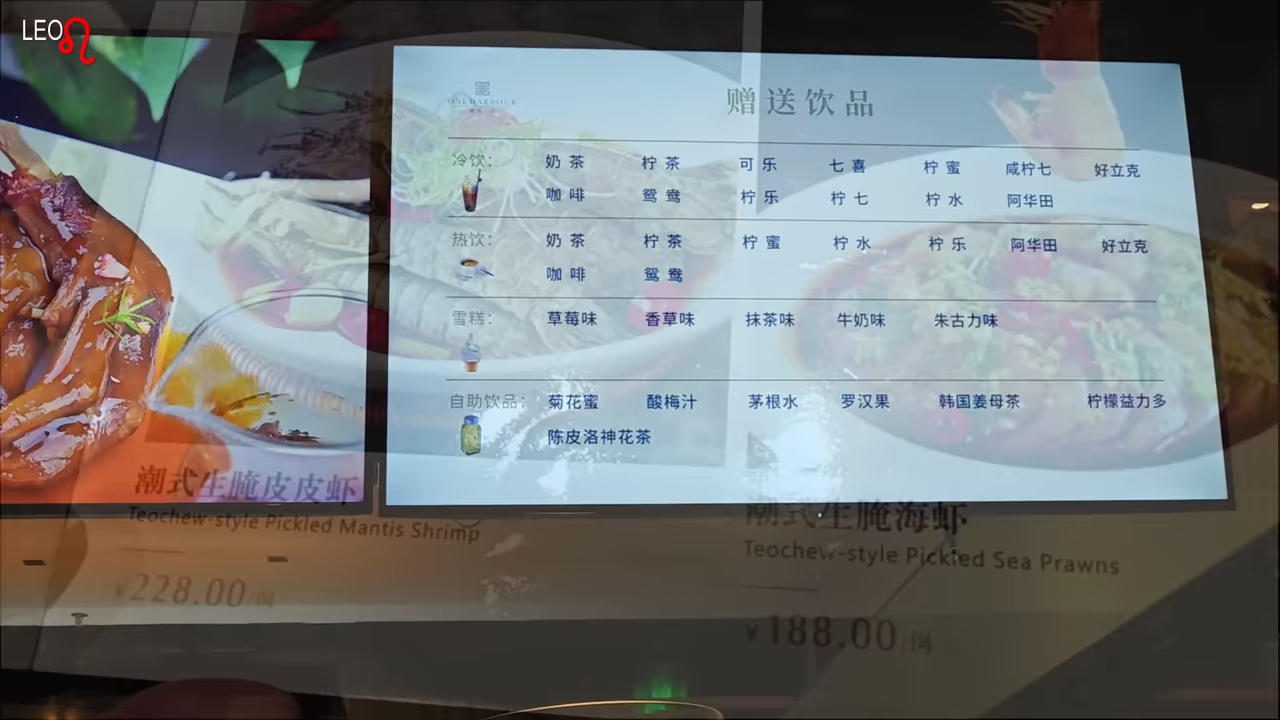 LEO
ONE HARBOUR
赠送饮品
冷饮： 奶茶 柠茶 可乐 七喜 柠蜜 咸柠七 好立克
咖啡 鸳鸯 柠乐 柠七 柠水 阿华田
热饮： 奶茶 柠茶 柠蜜 柠水 柠乐 阿华田 好立克
咖啡 鸳鸯
雪糕： 草莓味 香草味 抹茶味 牛奶味 朱古力味
自助饮品： 菊花蜜 酸梅汁 茅根水 罗汉果 韩国姜母茶 柠檬益力多
陈皮洛神花茶
潮式生腌皮皮虾
Teochew-style Pickled Mantis Shrimp
¥228.00/例
潮式生腌海虾
Teochew-style Pickled Sea Prawns
¥188.00/例